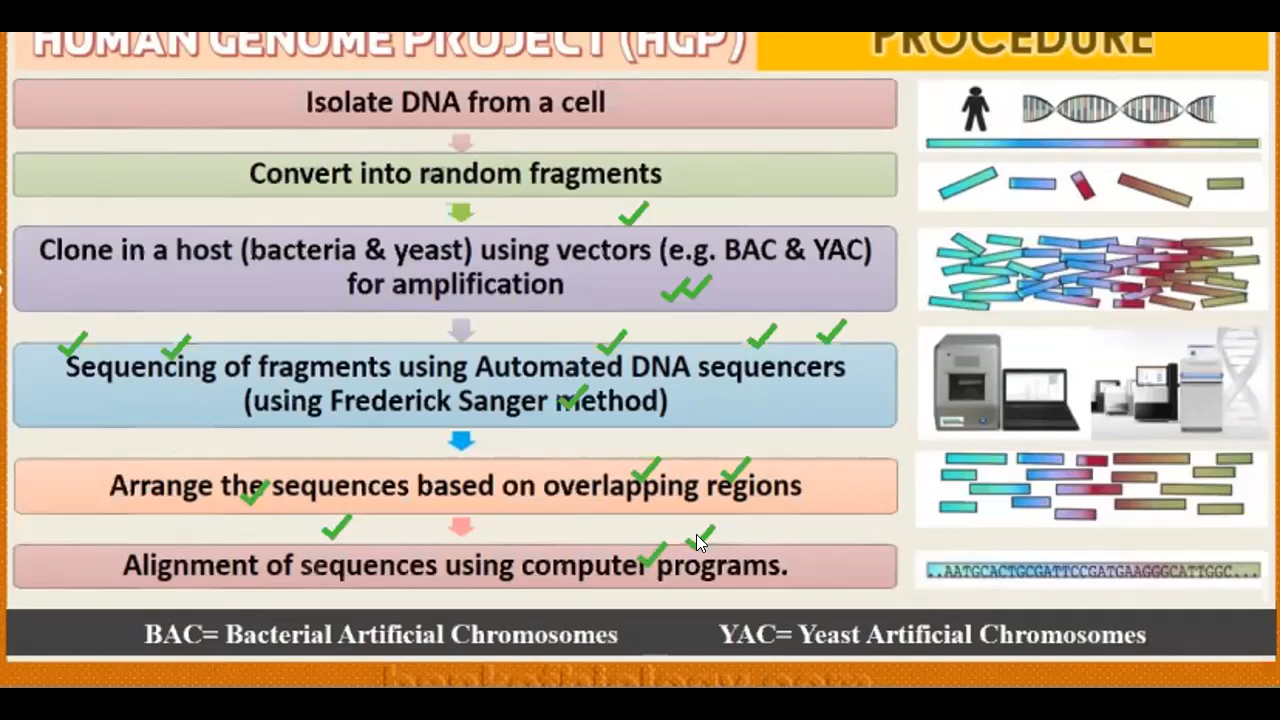 HUMAN GENOME PROJECT (HGP)
PROCEDURE
Isolate DNA from a cell
Convert into random fragments
Clone in a host (bacteria & yeast) using vectors (e.g. BAC & YAC)
for amplification
Sequencing of fragments using Automated DNA sequencers
(using Frederick Sanger method)
Arrange the sequences based on overlapping regions
Alignment of sequences using computer programs.
..AATGCACTGCGATTCCGATGAAGGGCATTGGC...
BAC= Bacterial Artificial Chromosomes
YAC= Yeast Artificial Chromosomes